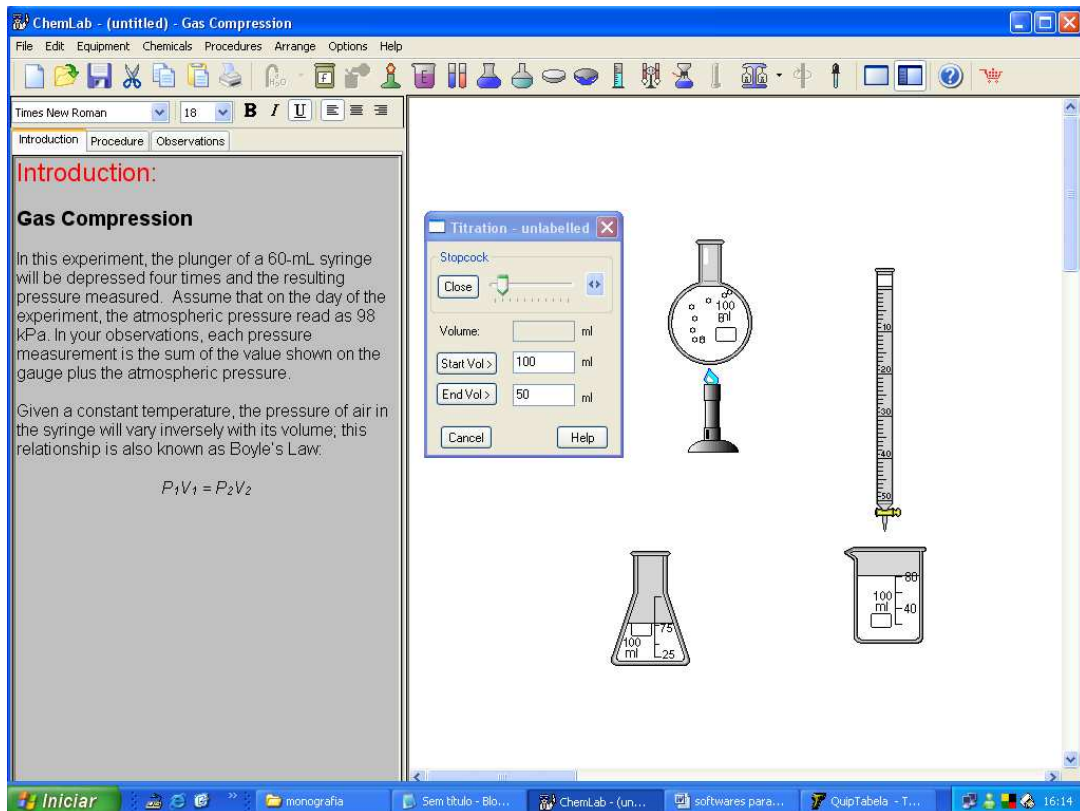 ChemLab - (untitled) - Gas Compression
File Edit Equipment Chemicals Procedures Arrange Options Help
Times New Roman 18 B I U
Introduction Procedure Observations
Introduction:
Gas Compression
In this experiment, the plunger of a 60-mL syringe
will be depressed four times and the resulting
pressure measured. Assume that on the day of the
experiment, the atmospheric pressure read as 98
kPa. In your observations, each pressure
measurement is the sum of the value shown on the
gauge plus the atmospheric pressure.
Given a constant temperature, the pressure of air in
the syringe will vary inversely with its volume; this
relationship is also known as Boyle's Law:
P₁V₁ = P₂V₂
Titration - unlabelled
Stopcock
Close
Volume: ml
Start Vol > 100 ml
End Vol > 50 ml
Cancel Help
100
ml
10
20
30
40
50
75
100
ml 25
80
100
ml 40
Iniciar monografia Sem título - Blo... ChemLab - (un... softwares para... QuipTabela - T... 16:14